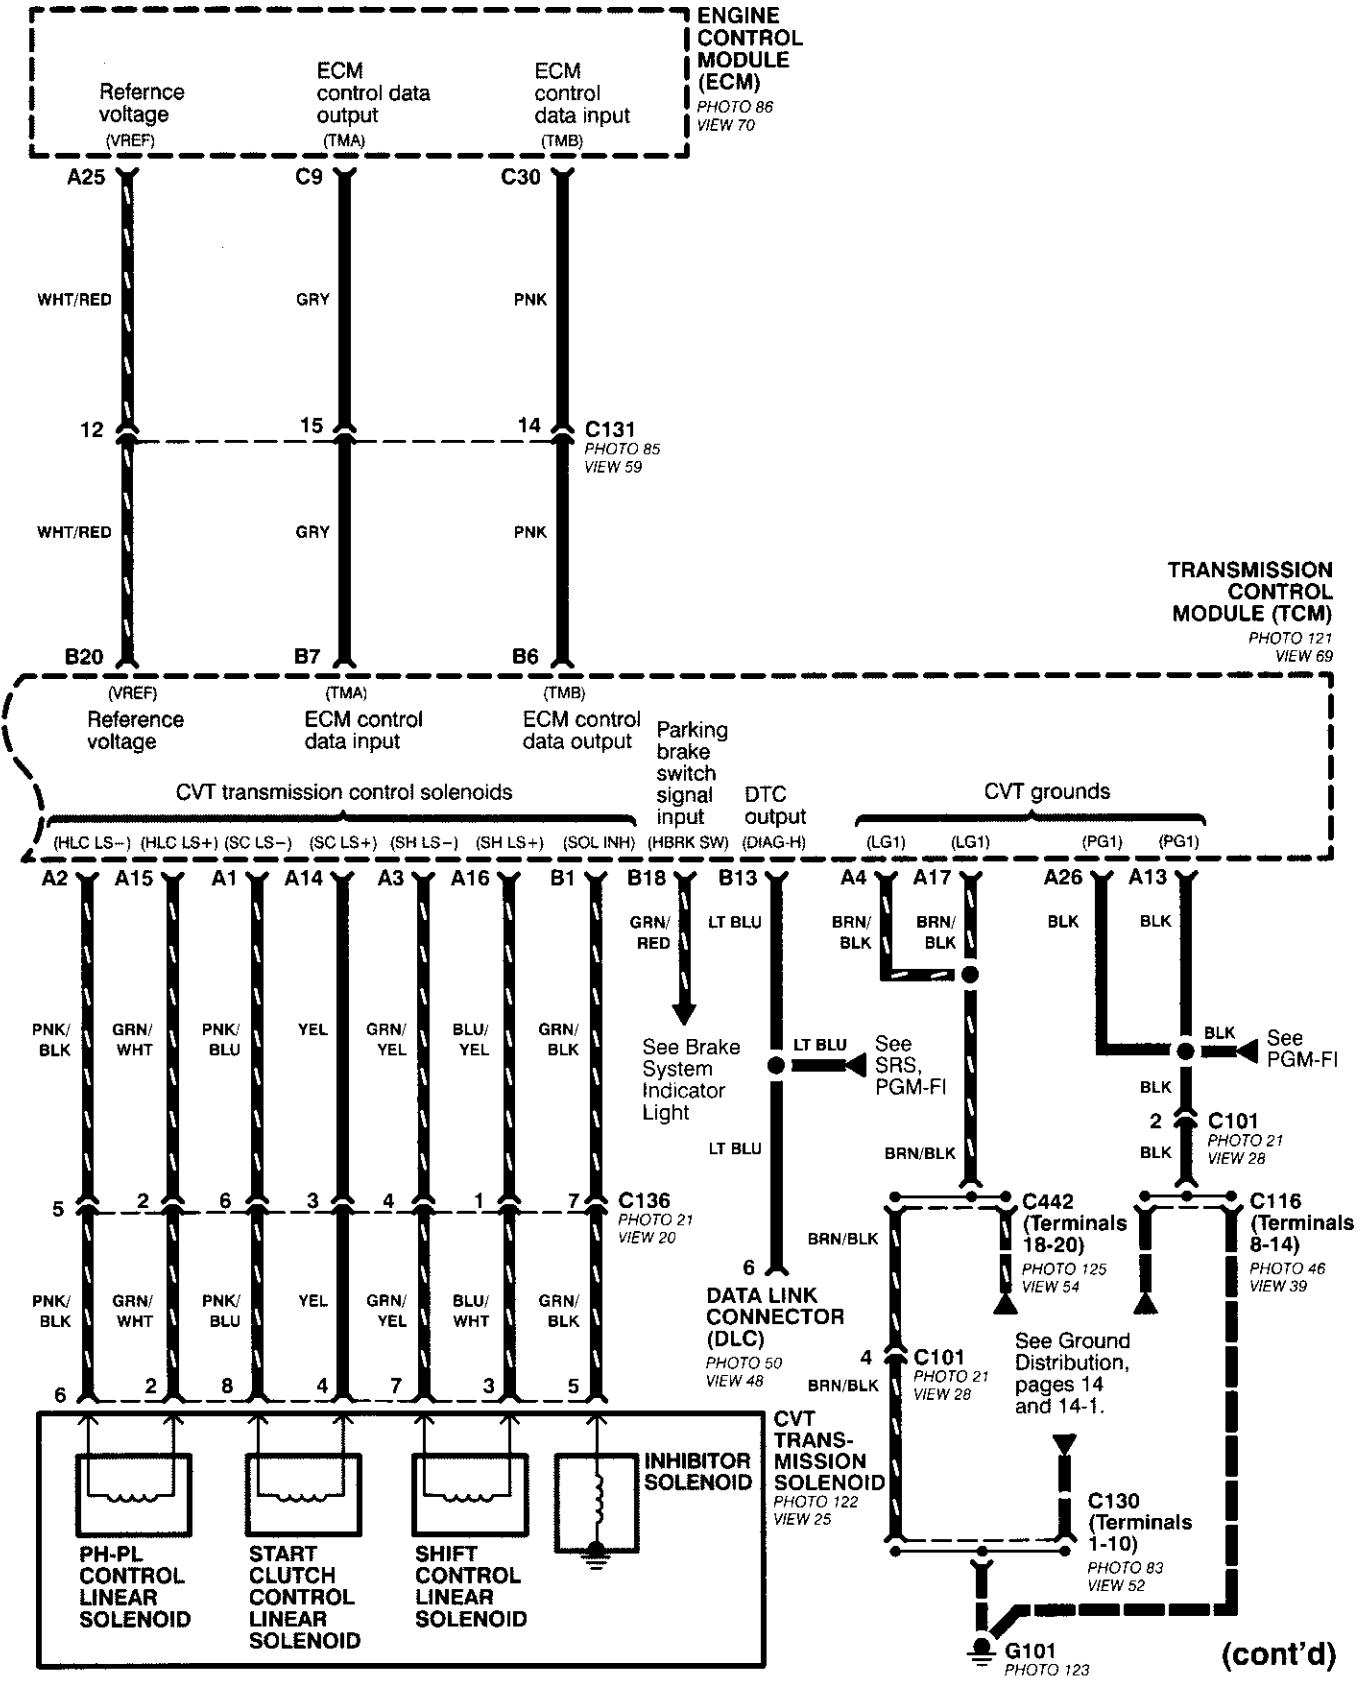 ENGINE
CONTROL
MODULE
(ECM)
PHOTO 86
VIEW 70
Refernce
voltage
(VREF)
ECM
control data
output
(TMA)
ECM
control
data input
(TMB)
A25
C9
C30
WHT/RED
GRY
PNK
12
15
14
C131
PHOTO 85
VIEW 59
WHT/RED
GRY
PNK
TRANSMISSION
CONTROL
MODULE (TCM)
PHOTO 121
VIEW 69
B20
B7
B6
(VREF)
Reference
voltage
(TMA)
ECM control
data input
(TMB)
ECM control
data output
Parking
brake
switch
signal
input
DTC
output
CVT transmission control solenoids
CVT grounds
(HLC LS−) (HLC LS+) (SC LS−) (SC LS+) (SH LS−) (SH LS+) (SOL INH) (HBRK SW) (DIAG-H) (LG1) (LG1) (PG1) (PG1)
A2 A15 A1 A14 A3 A16 B1 B18 B13 A4 A17 A26 A13
GRN/
RED
LT BLU
BRN/
BLK
BRN/
BLK
BLK
BLK
PNK/
BLK
GRN/
WHT
PNK/
BLU
YEL
GRN/
YEL
BLU/
YEL
GRN/
BLK
See Brake
System
Indicator
Light
LT BLU
See
SRS,
PGM-FI
BLK
See
PGM-FI
BLK
LT BLU
BRN/BLK
2
C101
PHOTO 21
VIEW 28
BLK
5 2 6 3 4 1 7
C136
PHOTO 21
VIEW 20
C442
(Terminals
18-20)
PHOTO 125
VIEW 54
C116
(Terminals
8-14)
PHOTO 46
VIEW 39
BRN/BLK
PNK/
BLK
GRN/
WHT
PNK/
BLU
YEL
GRN/
YEL
BLU/
WHT
GRN/
BLK
6
DATA LINK
CONNECTOR
(DLC)
PHOTO 50
VIEW 48
See Ground
Distribution,
pages 14
and 14-1.
4
C101
PHOTO 21
VIEW 28
BRN/BLK
6 2 8 4 7 3 5
CVT
TRANS-
MISSION
SOLENOID
PHOTO 122
VIEW 25
INHIBITOR
SOLENOID
PH-PL
CONTROL
LINEAR
SOLENOID
START
CLUTCH
CONTROL
LINEAR
SOLENOID
SHIFT
CONTROL
LINEAR
SOLENOID
C130
(Terminals
1-10)
PHOTO 83
VIEW 52
G101
PHOTO 123
(cont'd)